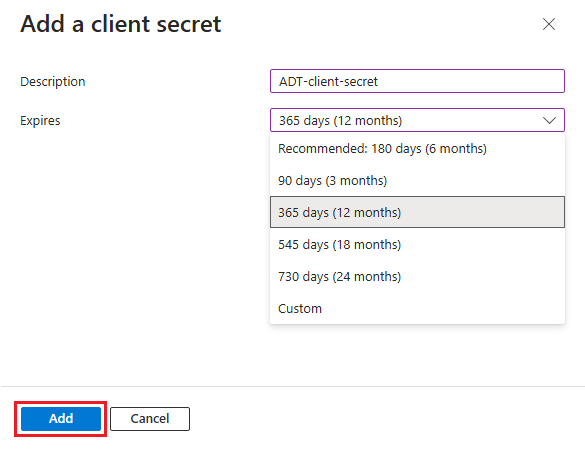 Add a client secret
Description
ADT-client-secret
Expires
365 days (12 months)
Recommended: 180 days (6 months)
90 days (3 months)
365 days (12 months)
545 days (18 months)
730 days (24 months)
Custom
Add
Cancel